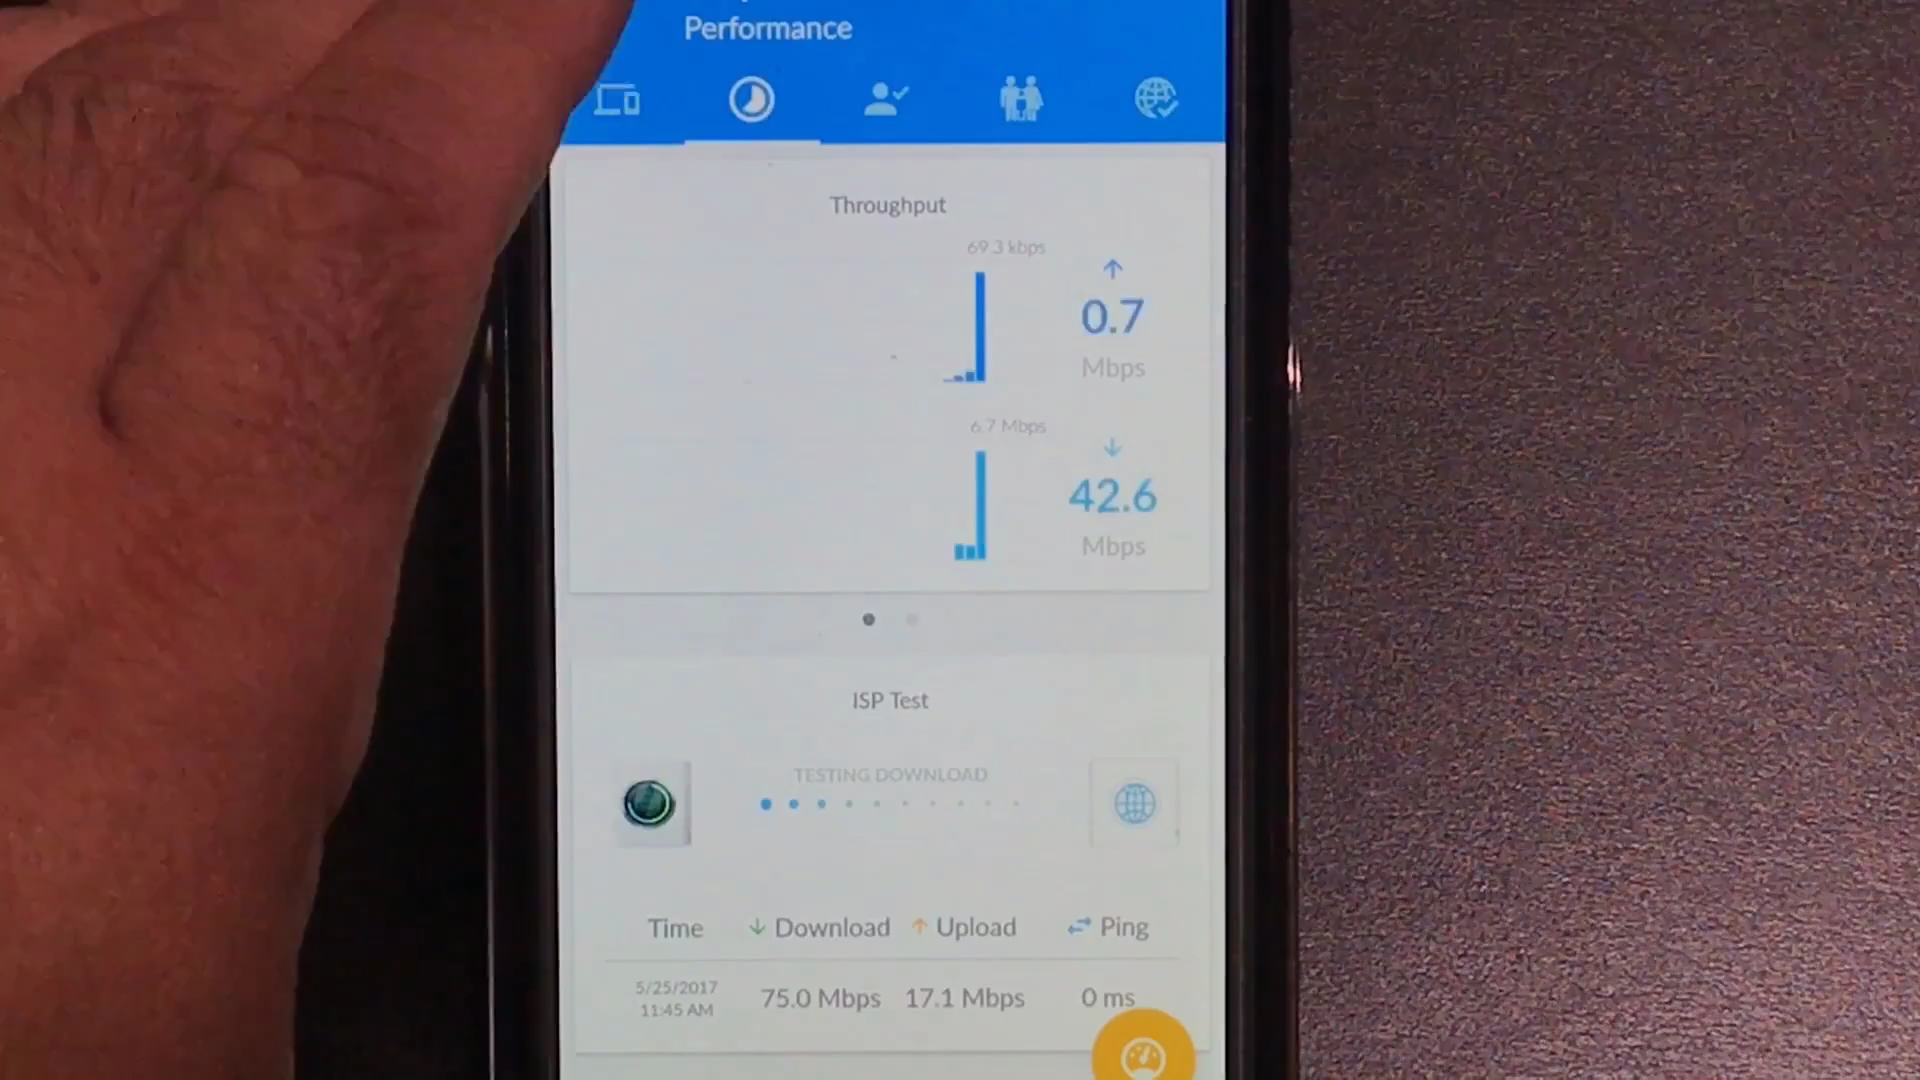 Performance
Throughput
69.3 kbps
0.7
Mbps
6.7 Mbps
42.6
Mbps
ISP Test
TESTING DOWNLOAD
Time Download Upload Ping
5/25/2017
11:45 AM
75.0 Mbps 17.1 Mbps 0 ms